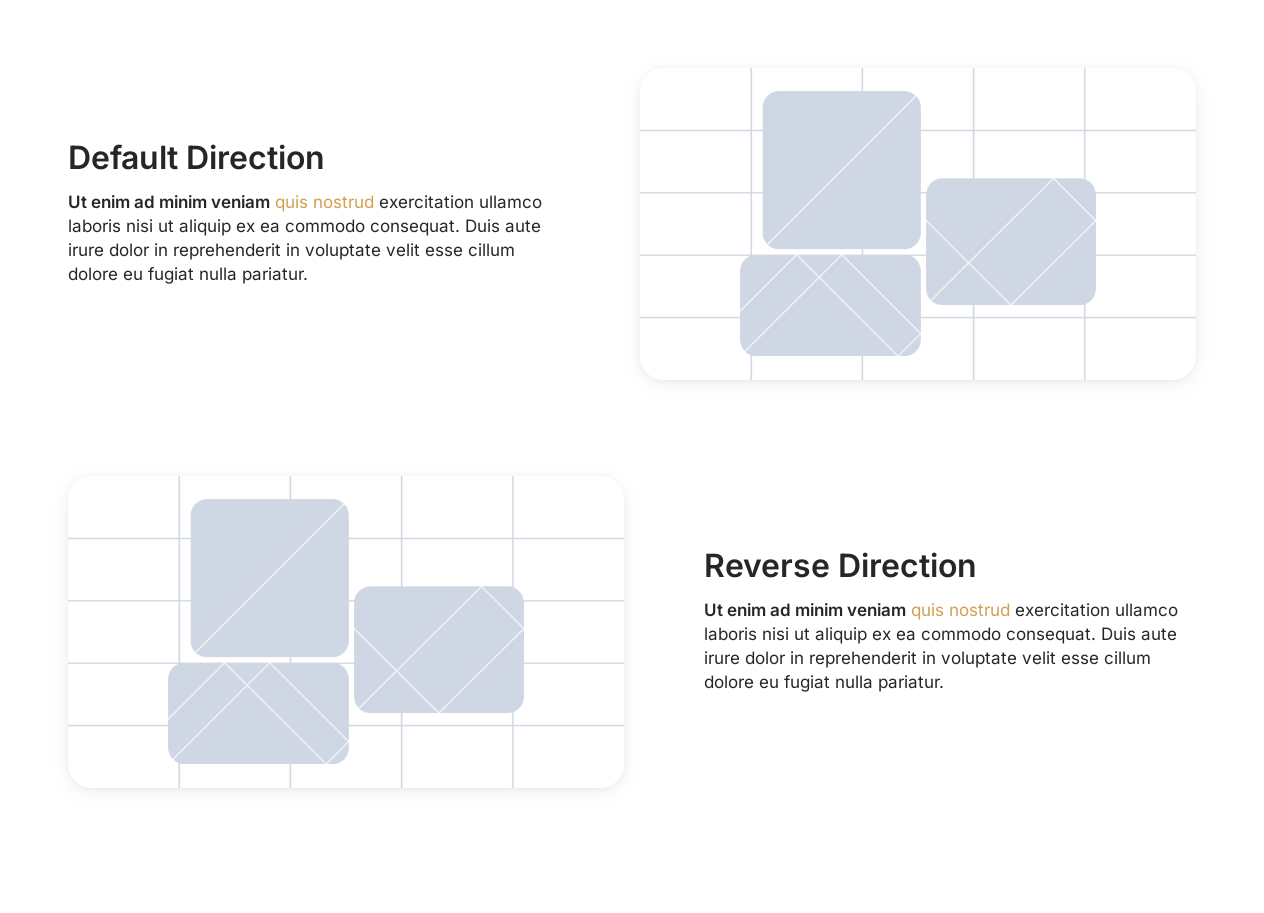 Default Direction
Ut enim ad minim veniam quis nostrud exercitation ullamco
laboris nisi ut aliquip ex ea commodo consequat. Duis aute
irure dolor in reprehenderit in voluptate velit esse cillum
dolore eu fugiat nulla pariatur.
Reverse Direction
Ut enim ad minim veniam quis nostrud exercitation ullamco
laboris nisi ut aliquip ex ea commodo consequat. Duis aute
irure dolor in reprehenderit in voluptate velit esse cillum
dolore eu fugiat nulla pariatur.